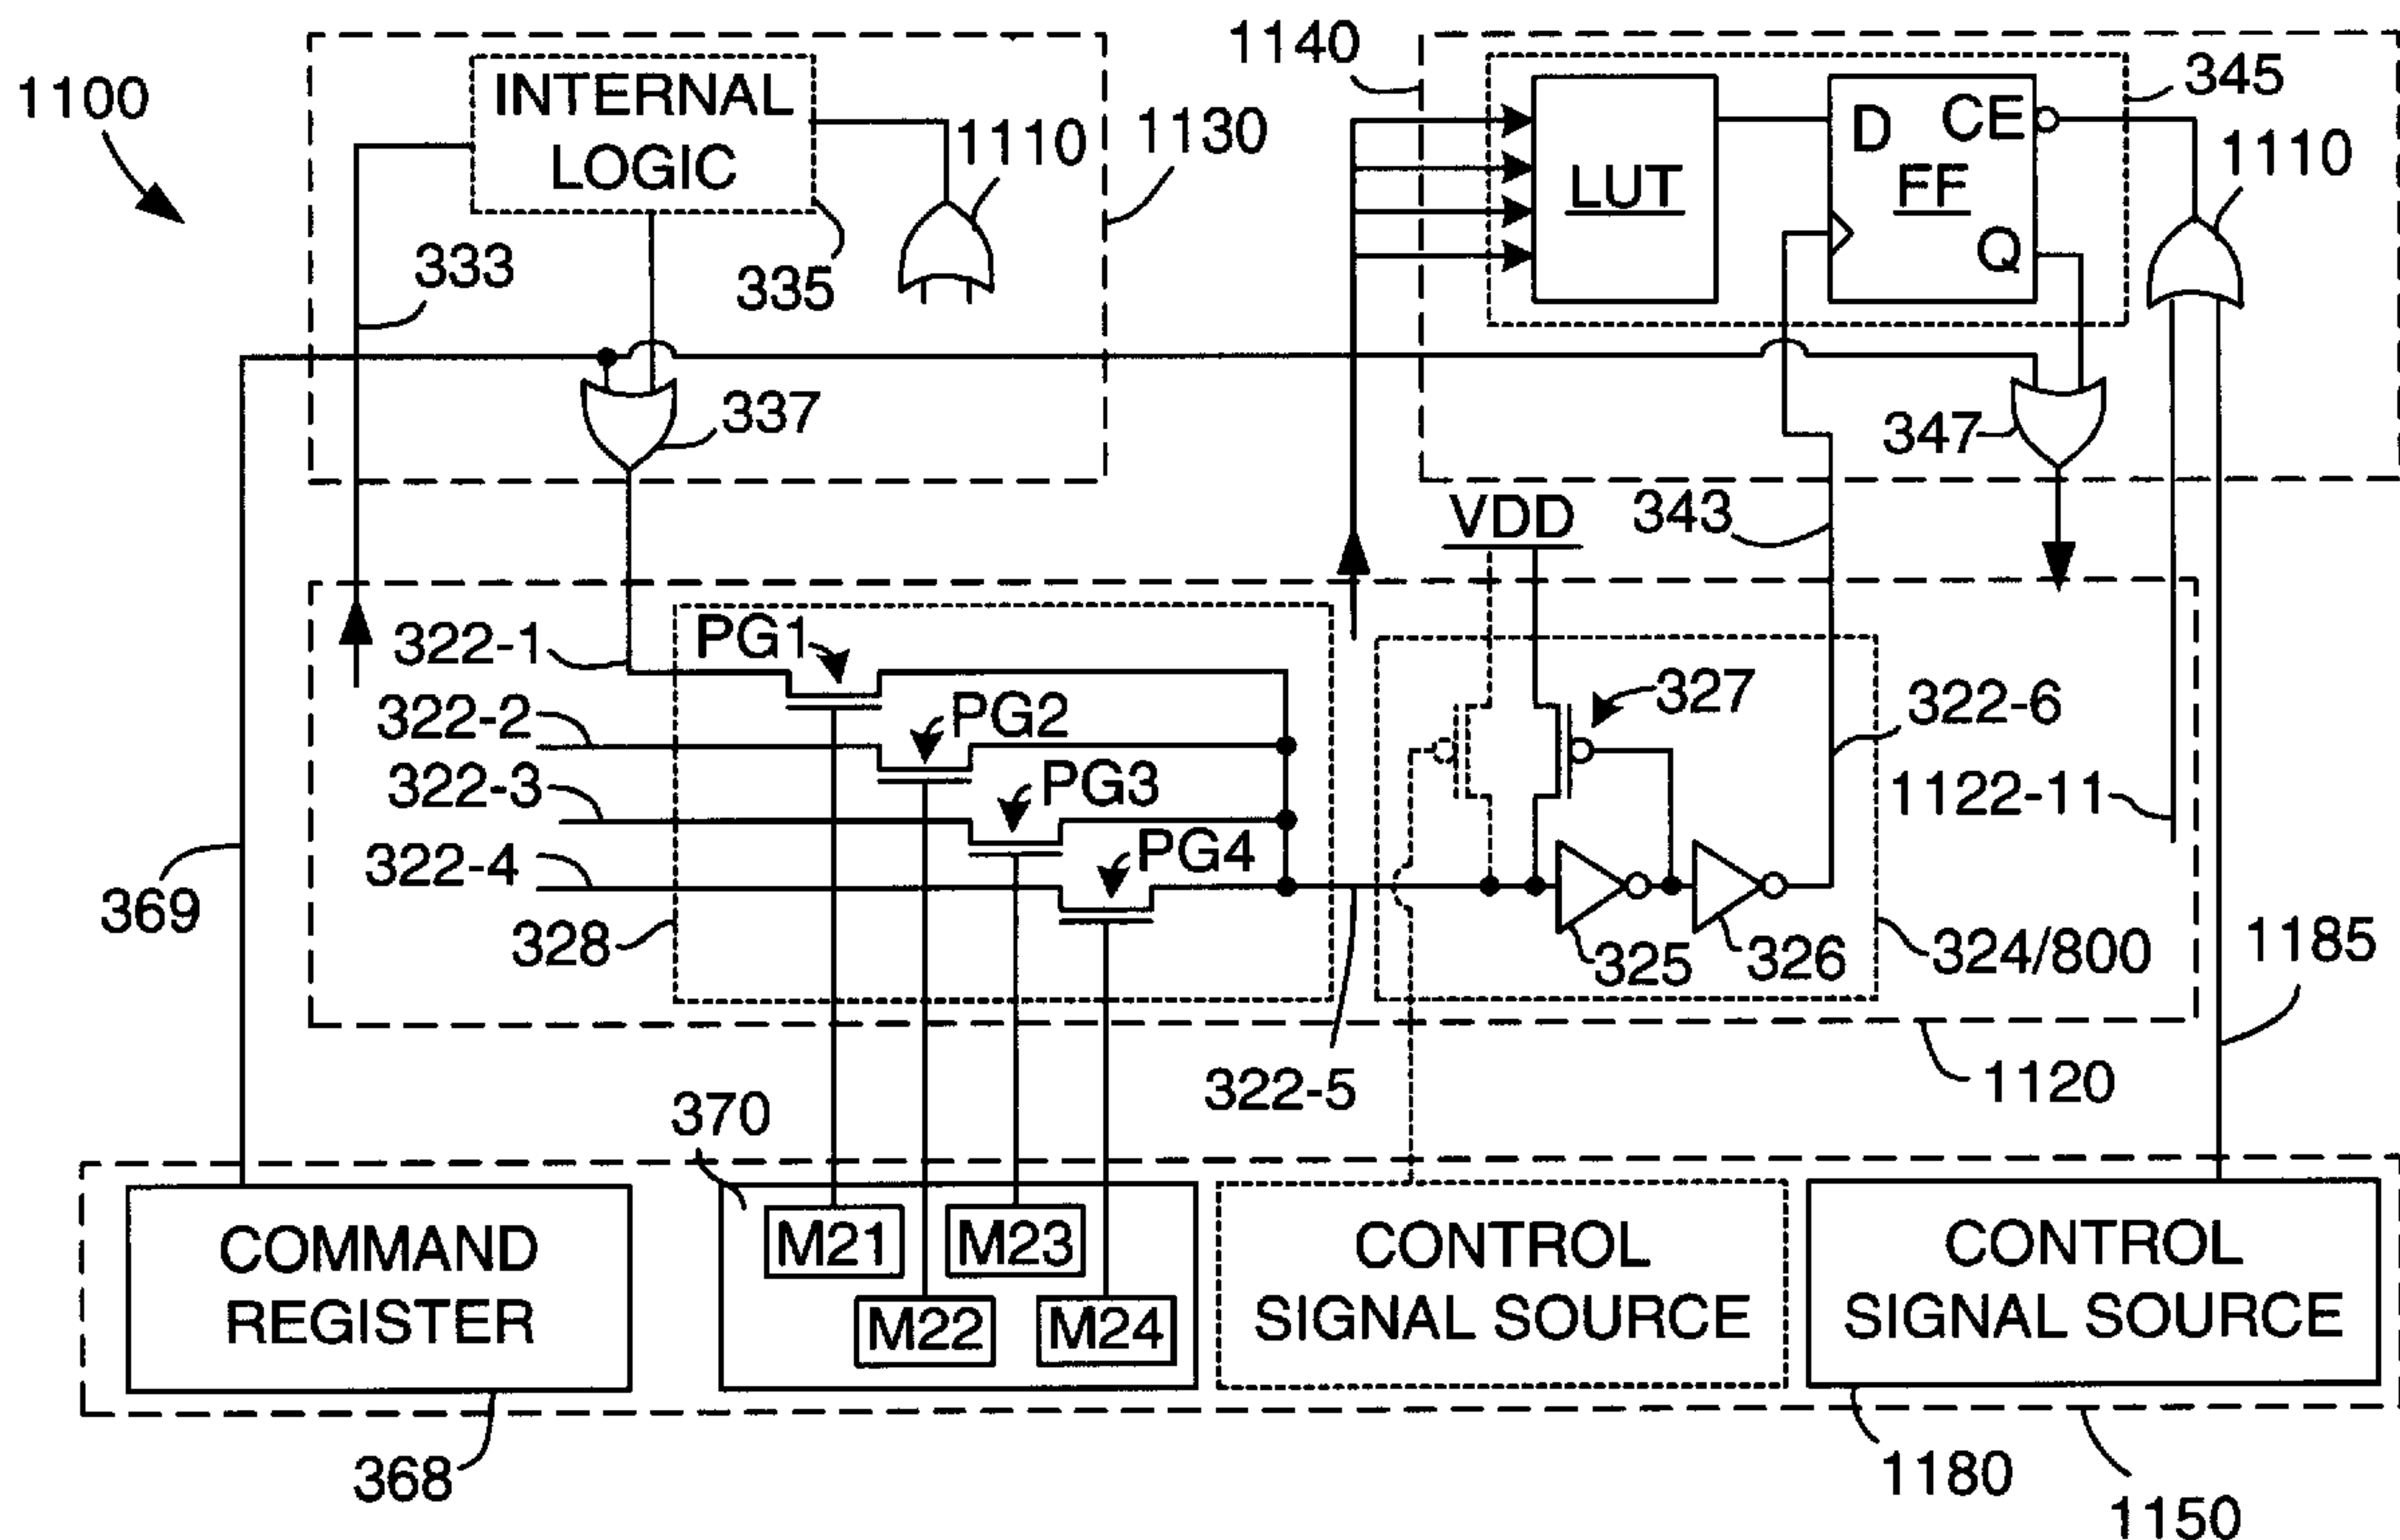 1100
INTERNAL
LOGIC
1110
1130
333
335
337
1140
LUT
D
CE
FF
Q
345
1110
347
VDD
343
322-1
PG1
322-2
PG2
322-3
PG3
322-4
PG4
328
327
322-6
1122-11
325
326
324/800
1185
369
322-5
1120
370
COMMAND
REGISTER
M21
M23
M22
M24
CONTROL
SIGNAL SOURCE
CONTROL
SIGNAL SOURCE
368
1180
1150